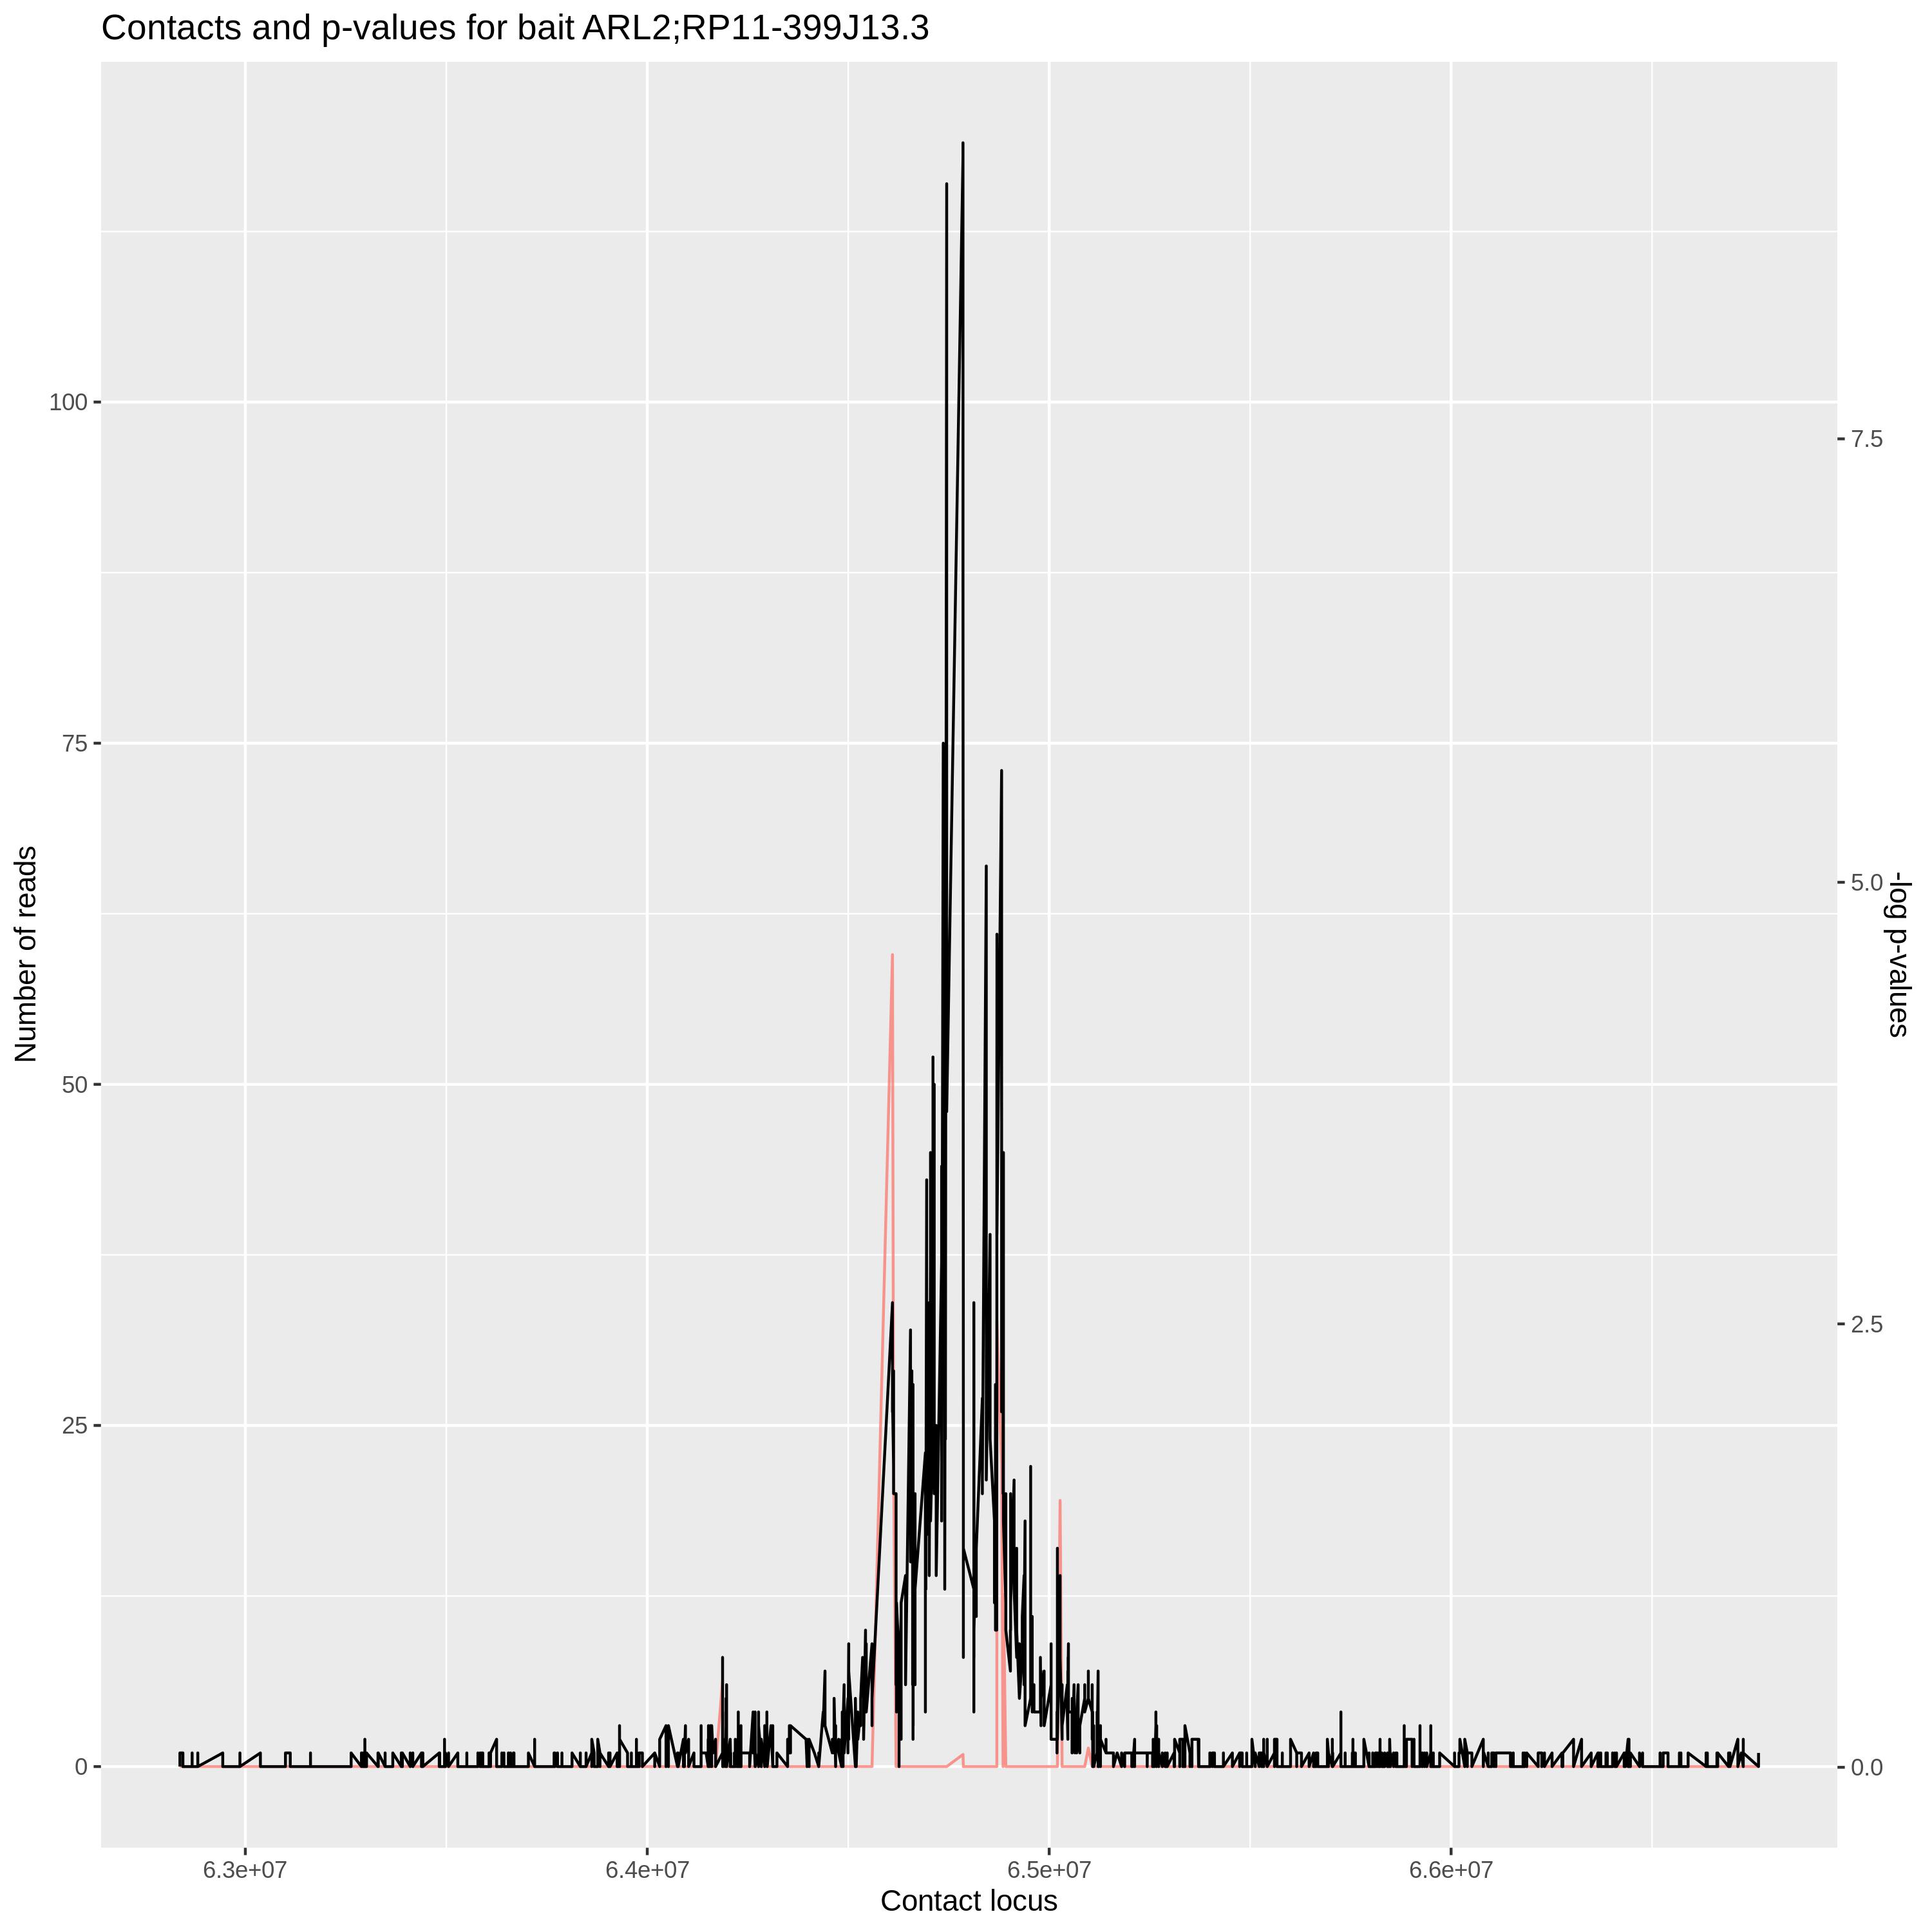 Contacts and p-values for bait ARL2;RP11-399J13.3
100
75
50
25
0
Number of reads
7.5
5.0
2.5
0.0
-log p-values
6.3e+07 6.4e+07 6.5e+07 6.6e+07
Contact locus